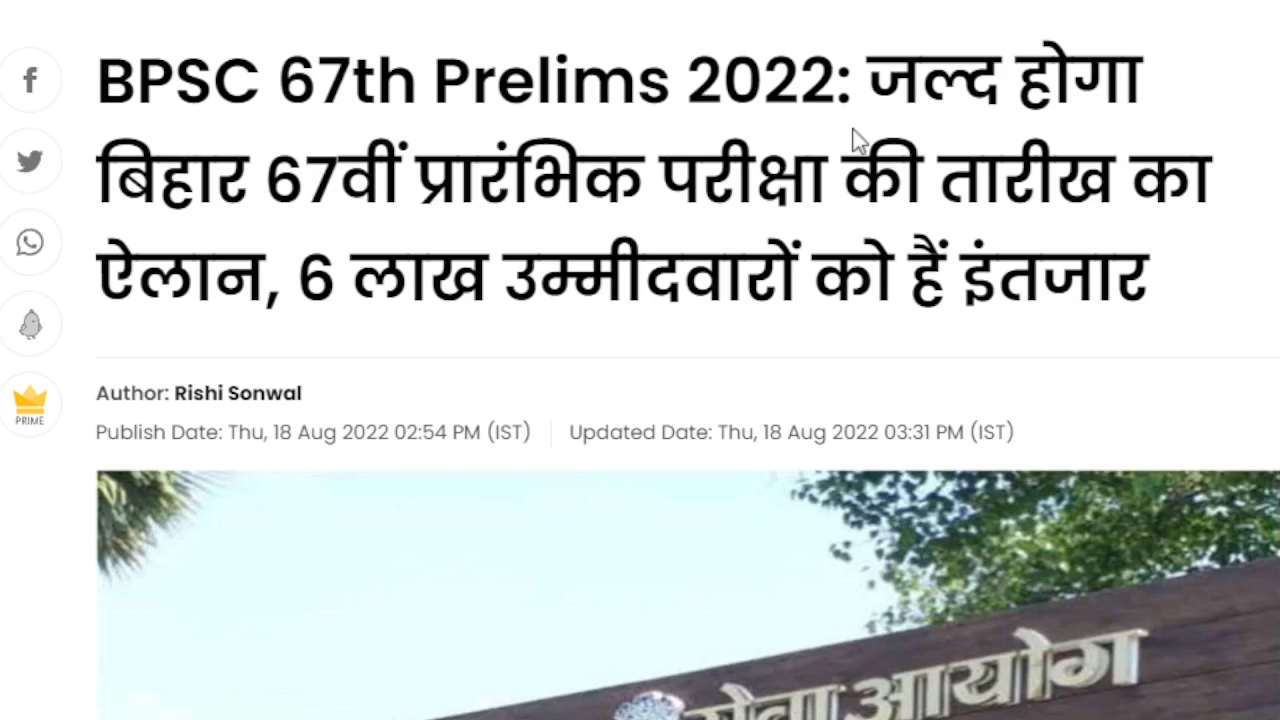 BPSC 67th Prelims 2022: जल्द होगा
बिहार 67वीं प्रारंभिक परीक्षा की तारीख का
ऐलान, 6 लाख उम्मीदवारों को हैं इंतजार
PRIME
Author: Rishi Sonwal
Publish Date: Thu, 18 Aug 2022 02:54 PM (IST)
Updated Date: Thu, 18 Aug 2022 03:31 PM (IST)
सेवा आयोग